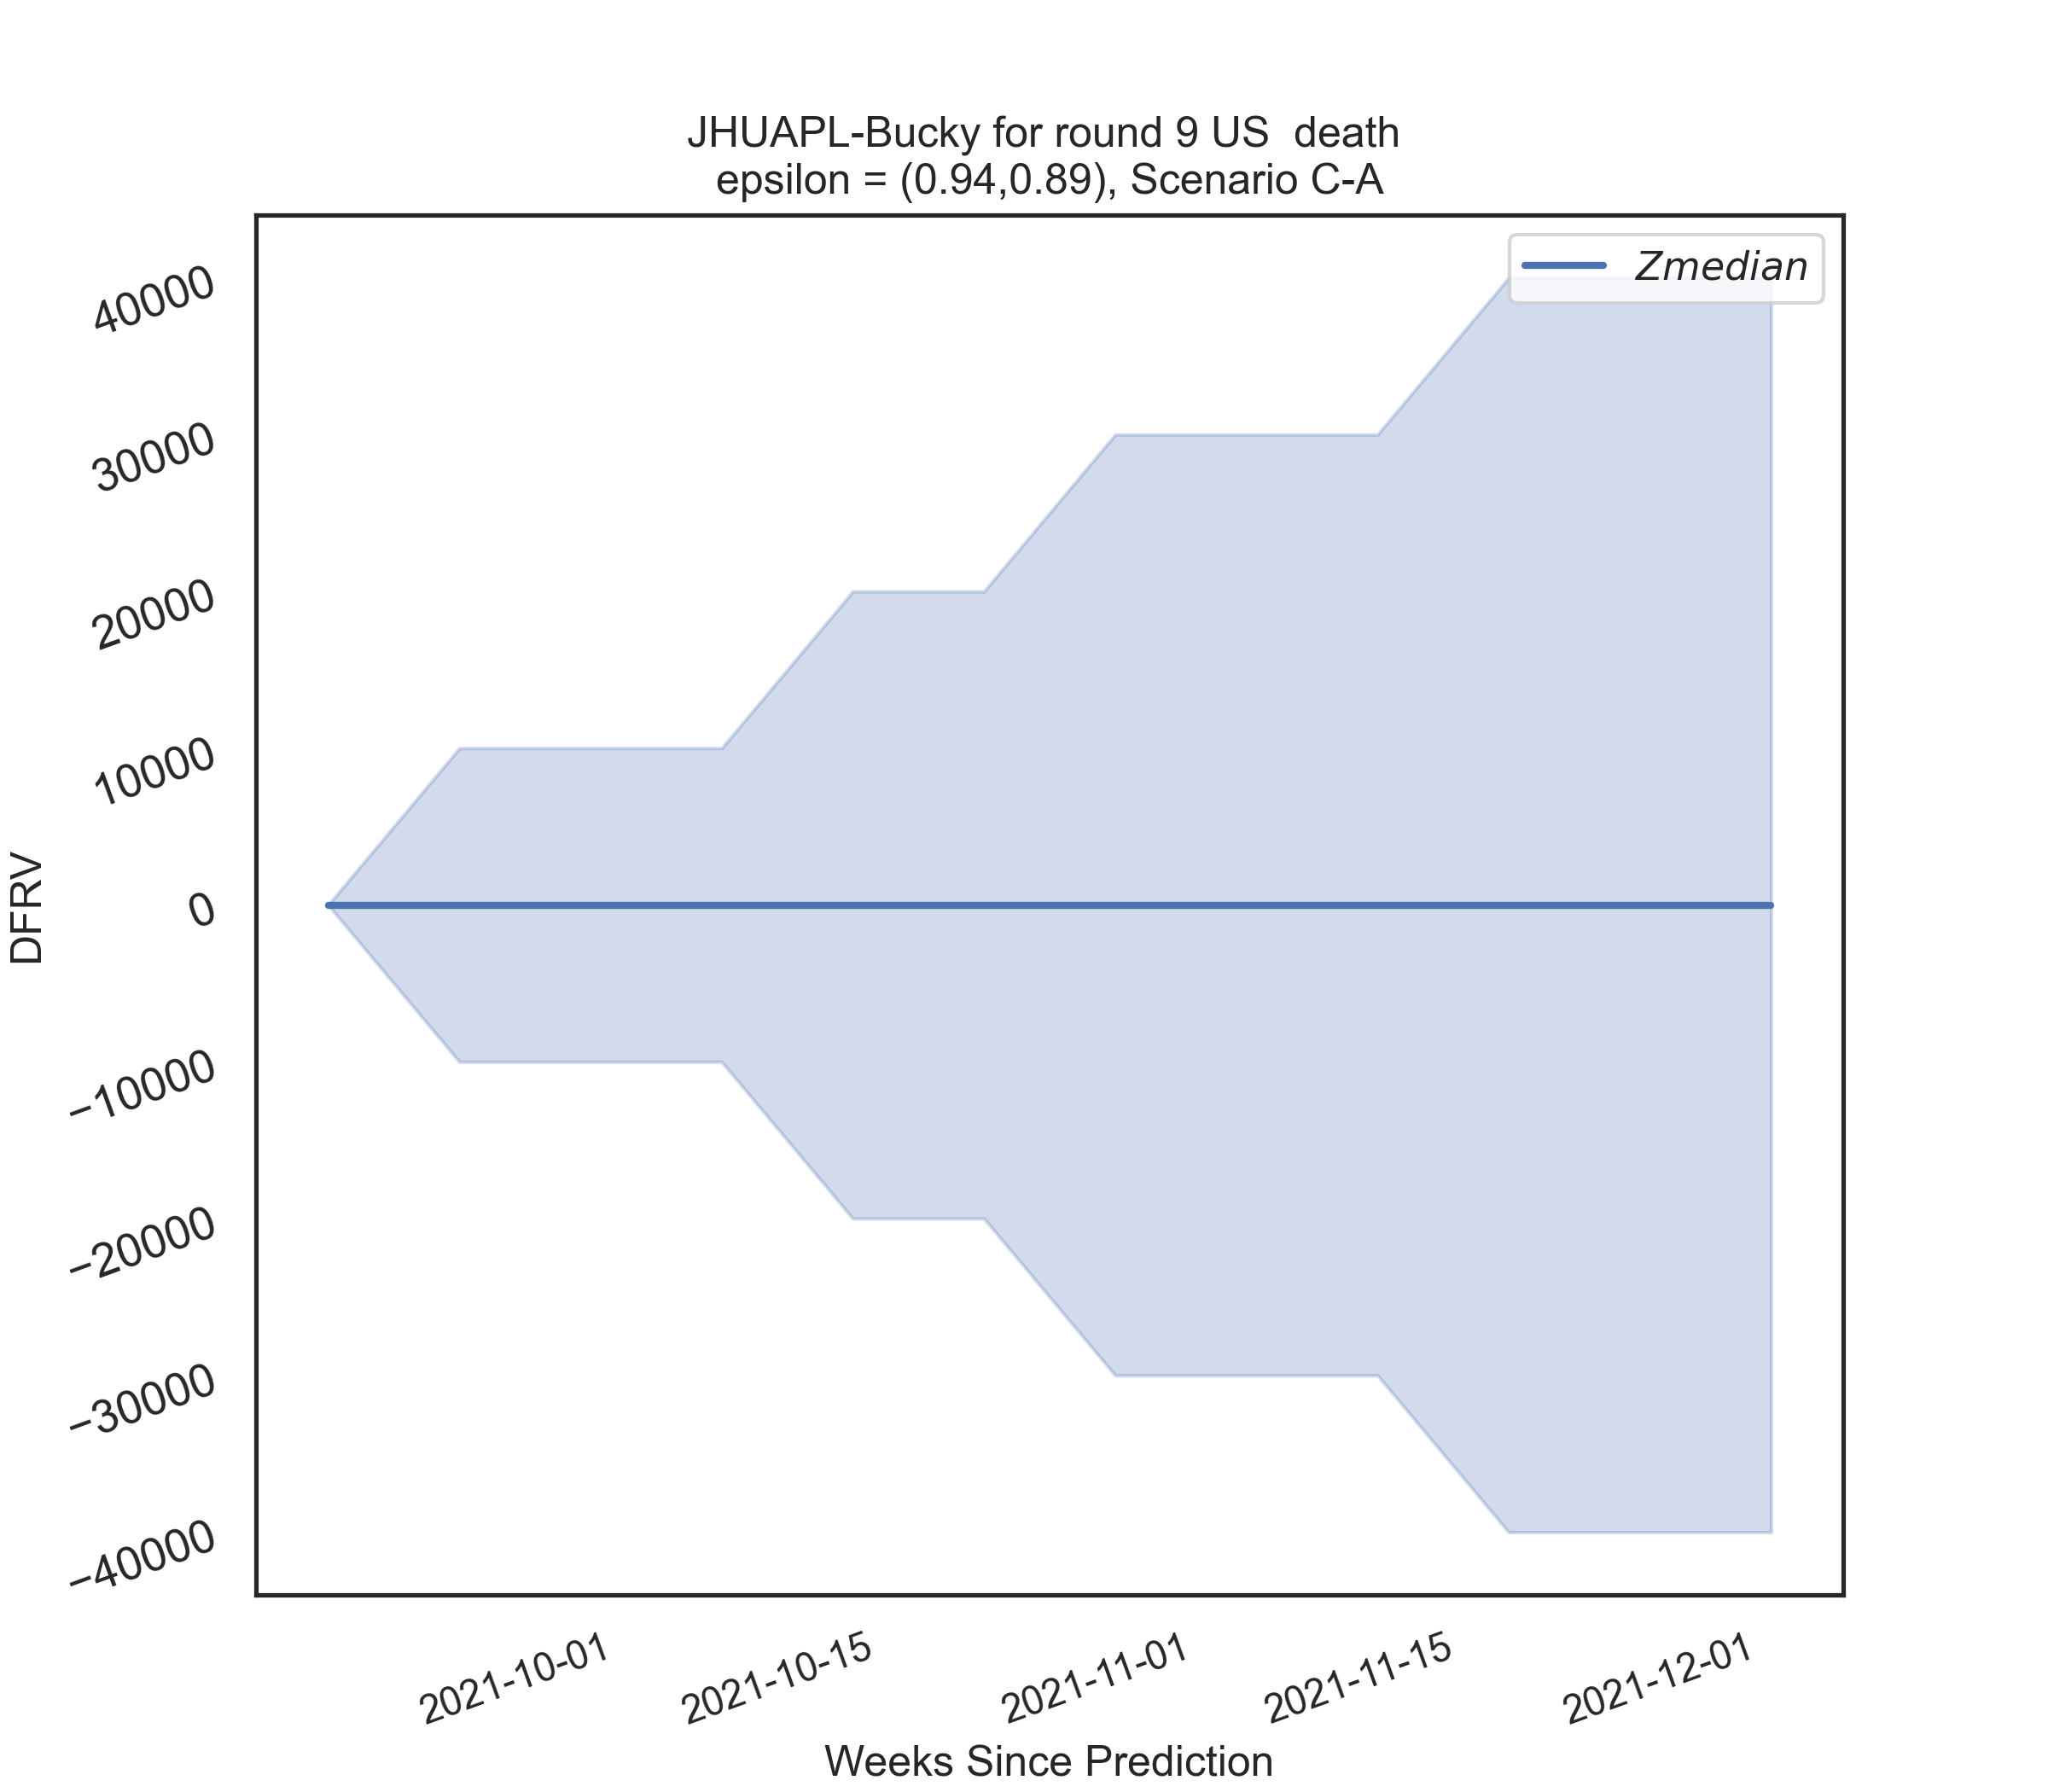 JHUAPL-Bucky for round 9 US  death
epsilon = (0.94,0.89), Scenario C-A
Zmedian
40000
30000
20000
10000
0
−10000
−20000
−30000
−40000
DFRV
2021-10-01
2021-10-15
2021-11-01
2021-11-15
2021-12-01
Weeks Since Prediction